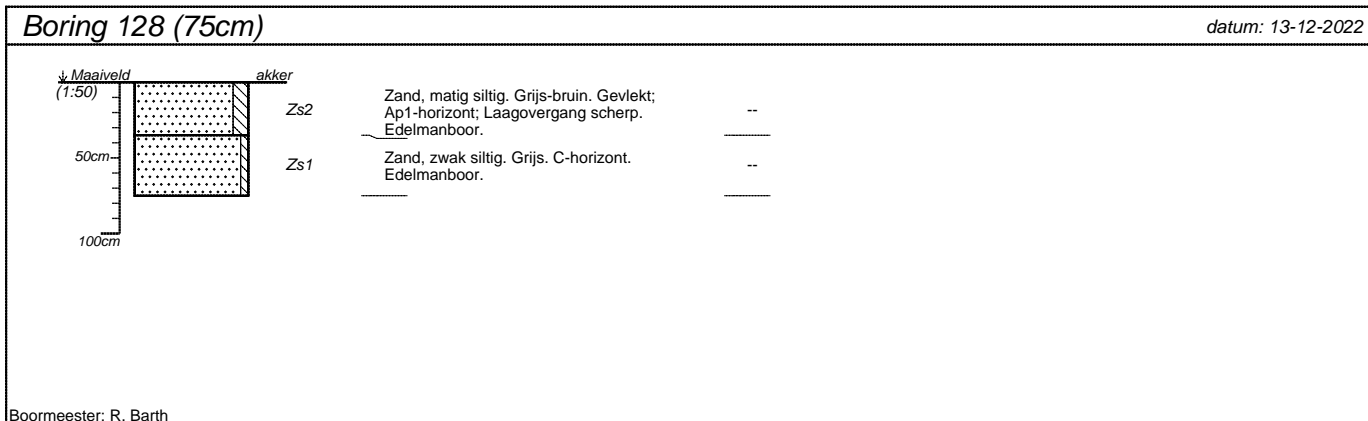 Boring 128 (75cm)
datum: 13-12-2022
Maaiveld
akker
(1:50)
Zs2
Zand, matig siltig. Grijs-bruin. Gevlekt;
Ap1-horizont; Laagovergang scherp.
Edelmanboor.
--
50cm
Zs1
Zand, zwak siltig. Grijs. C-horizont.
Edelmanboor.
--
100cm
Boormeester: R. Barth